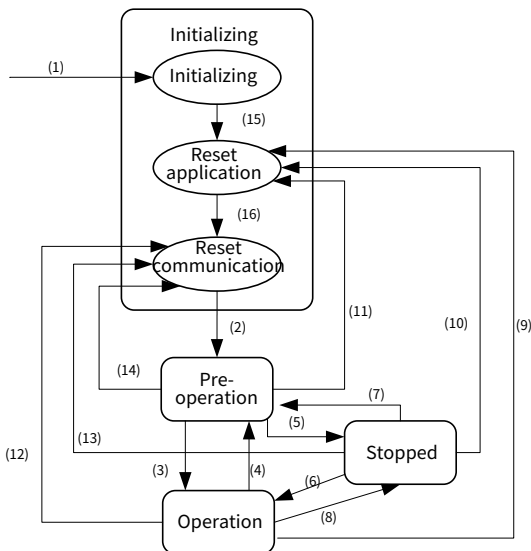 Initializing
(1)
Initializing
(15)
Reset
application
(16)
Reset
communication
(2)
(11)
(10)
(9)
(14)
Pre-
operation
(7)
(5)
(12)
(13)
Stopped
(3)
(4)
(6)
(8)
Operation